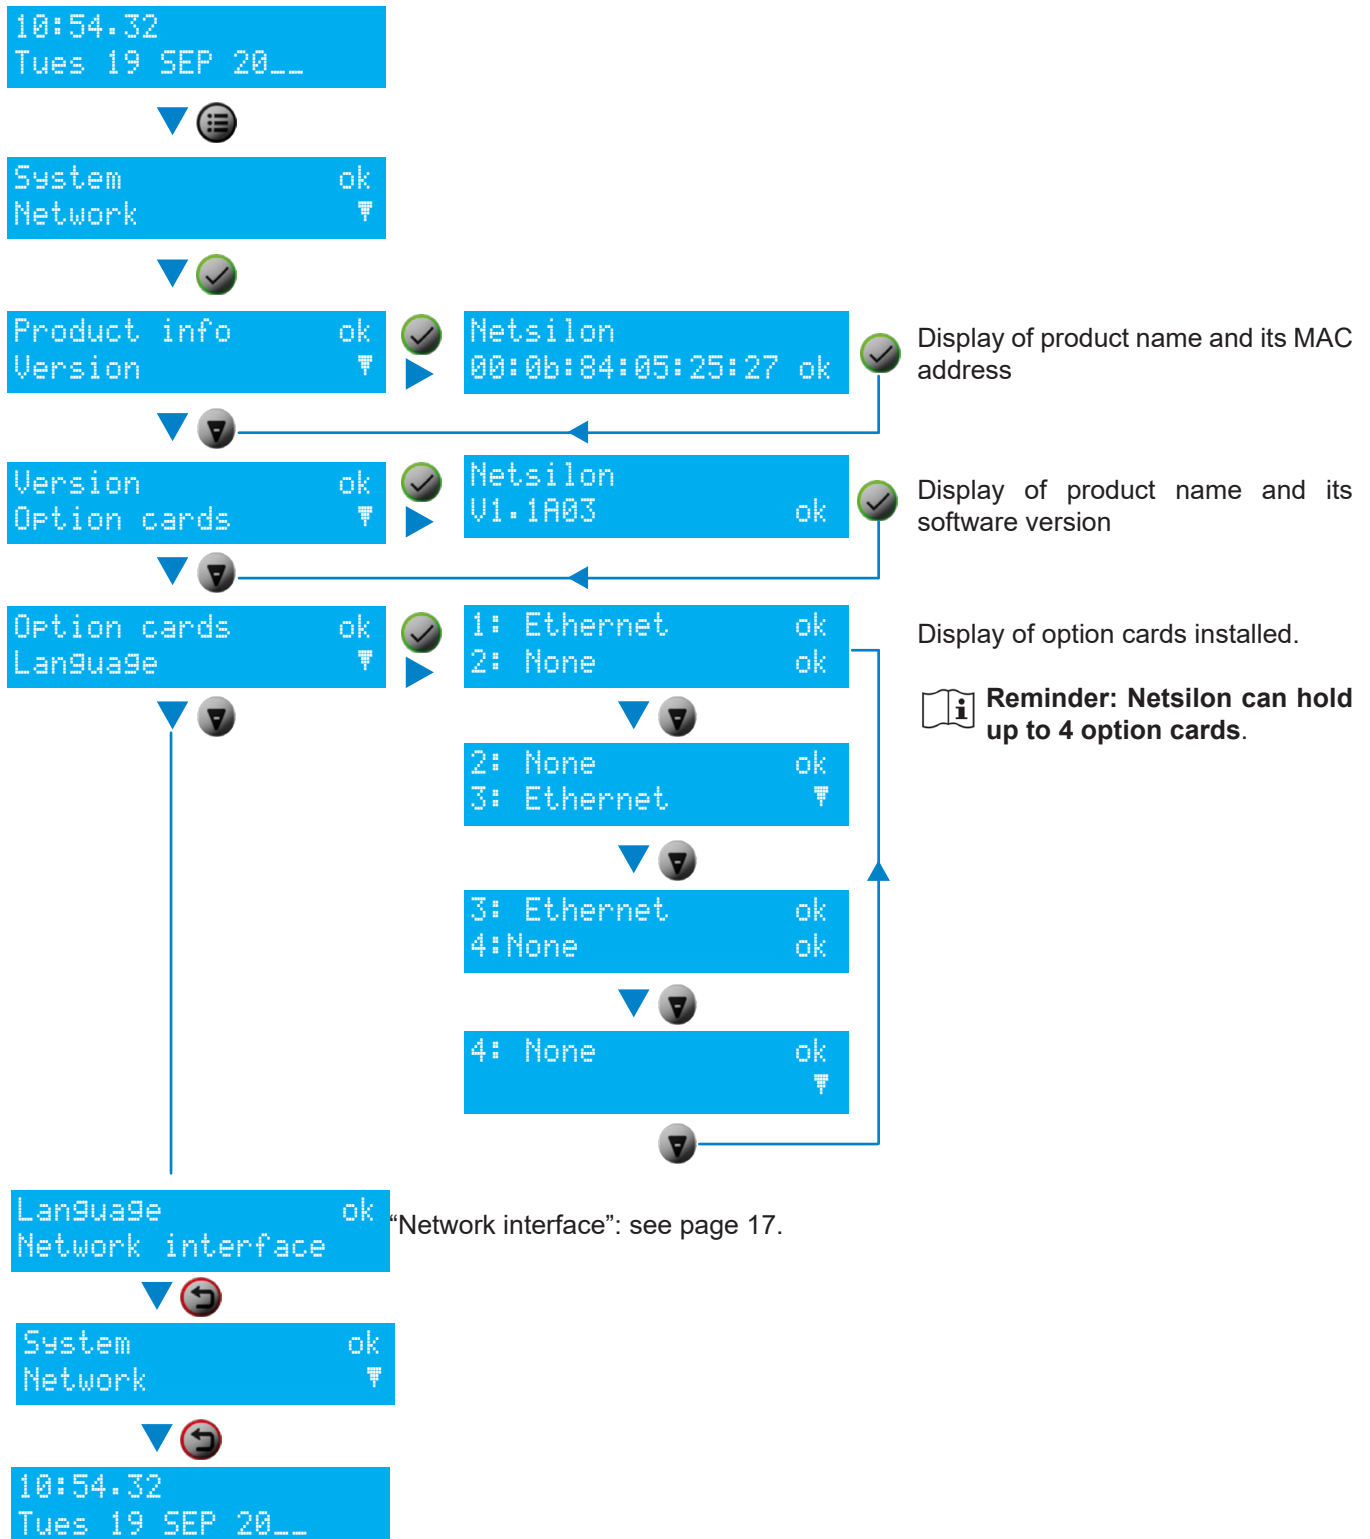 10:54.32
Tues 19 SEP 20__
System ok
Network
Product info ok
Version
Netsilon
00:0b:84:05:25:27 ok
Display of product name and its MAC
address
Version ok
Option cards
Netsilon
V1.1A03 ok
Display of product name and its
software version
Option cards ok
Language
1: Ethernet ok
2: None ok
Display of option cards installed.
Reminder: Netsilon can hold
up to 4 option cards.
2: None ok
3: Ethernet
3: Ethernet ok
4:None ok
4: None ok
Language ok
Network interface
“Network interface”: see page 17.
System ok
Network
10:54.32
Tues 19 SEP 20__